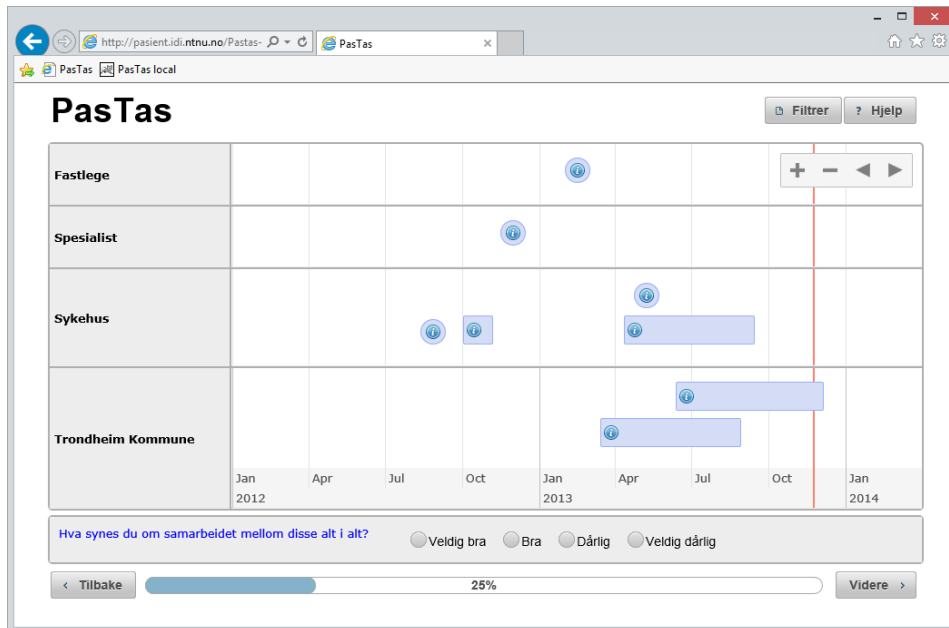 http://pasient.idi.ntnu.no/Pastas-
PasTas
PasTas
PasTas local
PasTas
Filtrer
? Hjelp
Fastlege
Spesialist
Sykehus
Trondheim Kommune
Jan Apr Jul Oct Jan Apr Jul Oct Jan
2012 2013 2014
Hva synes du om samarbeidet mellom disse alt i alt?
Veldig bra Bra Dårlig Veldig dårlig
Tilbake
25%
Videre